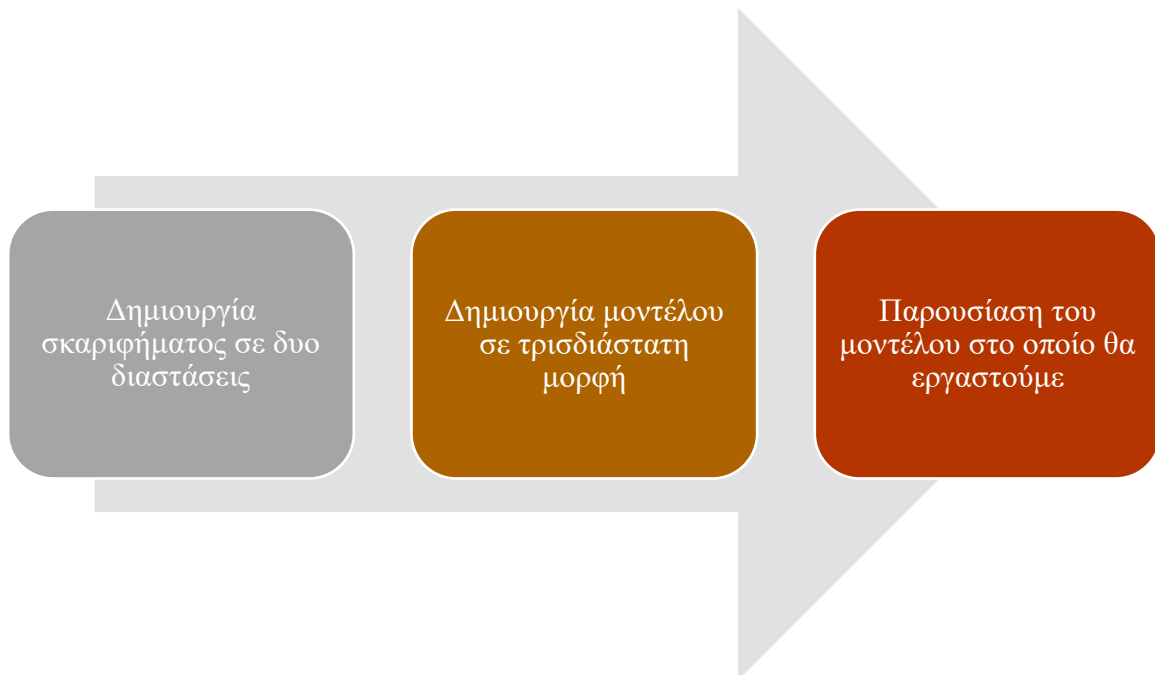 Δημιουργία
σκαριφήματος σε δυο
διαστάσεις
Δημιουργία μοντέλου
σε τρισδιάστατη
μορφή
Παρουσίαση του
μοντέλου στο οποίο θα
εργαστούμε